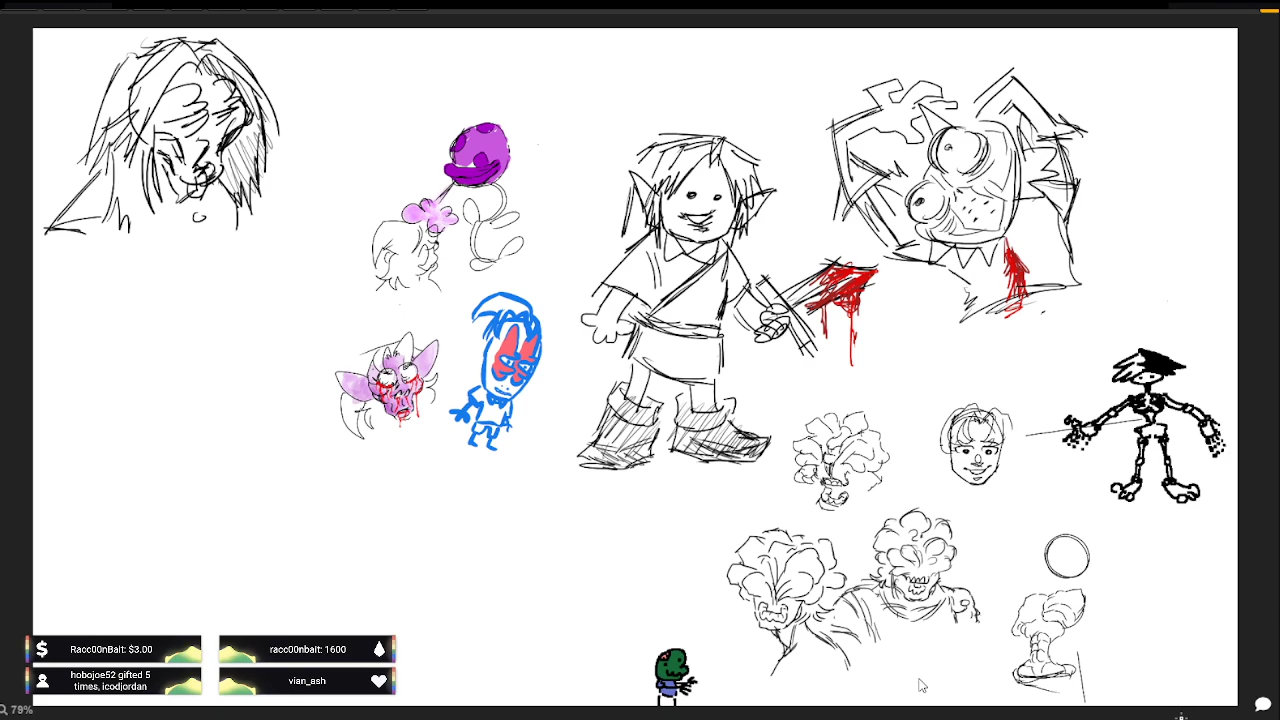 $ Racc00nBait: $3.00
racc00nbait: 1600
hobojoe52 gifted 5
times, icodjordan
vian_ash
79%